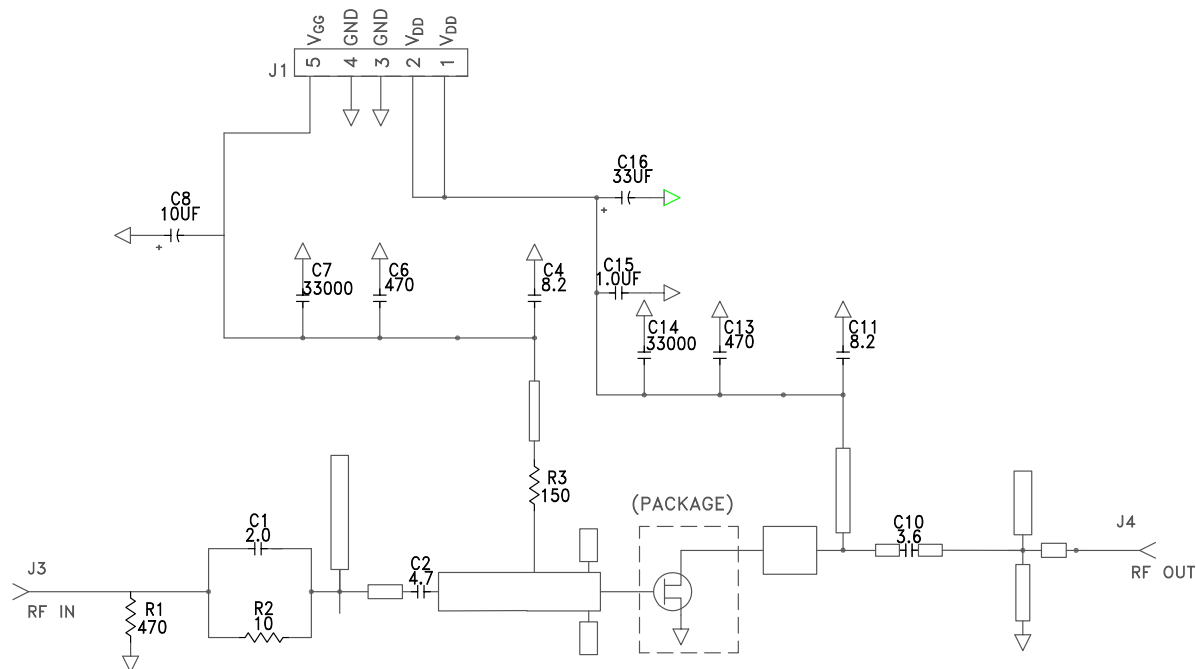 VGG
GND
GND
VDD
VDD
J1
5
4
3
2
1
C16
33UF
C8
10UF
+
+
C7
33000
C6
470
C4
8.2
C15
1.0UF
C14
33000
C13
470
C11
8.2
R3
150
(PACKAGE)
C1
2.0
C10
3.6
J4
RF OUT
J3
RF IN
C2
4.7
R1
470
R2
10